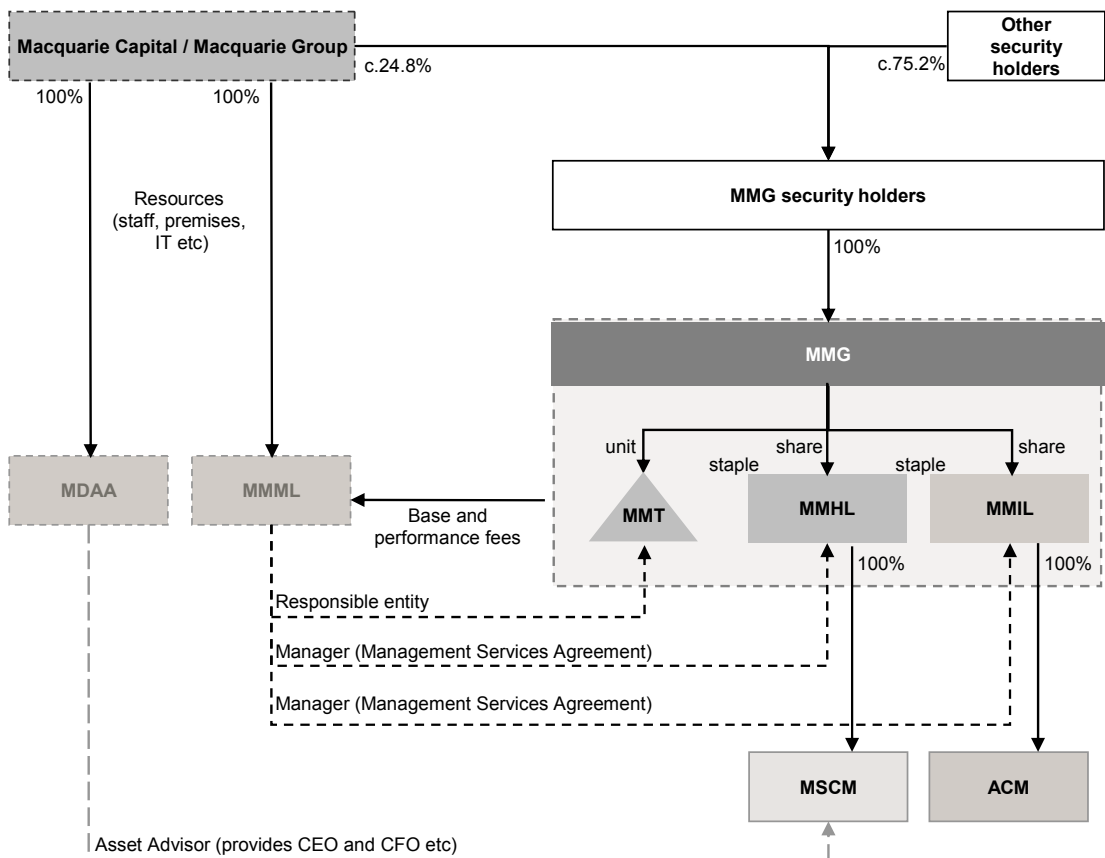 Macquarie Capital / Macquarie Group
Other
security
holders
c.24.8%
c.75.2%
100%
100%
Resources
(staff, premises,
IT etc)
MMG security holders
100%
MMG
unit
share
share
staple
staple
MDAA
MMML
MMT
MMHL
MMIL
Base and
performance fees
100%
100%
Responsible entity
Manager (Management Services Agreement)
Manager (Management Services Agreement)
MSCM
ACM
Asset Advisor (provides CEO and CFO etc)